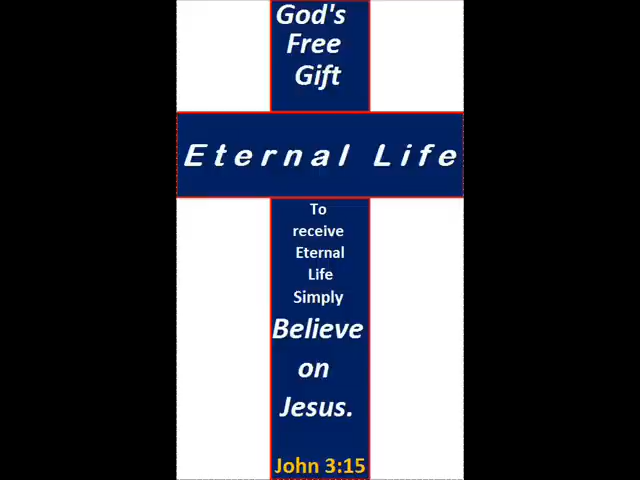 God's
Free
Gift
Eternal Life
To
receive
Eternal
Life
Simply
Believe
on
Jesus.
John 3:15